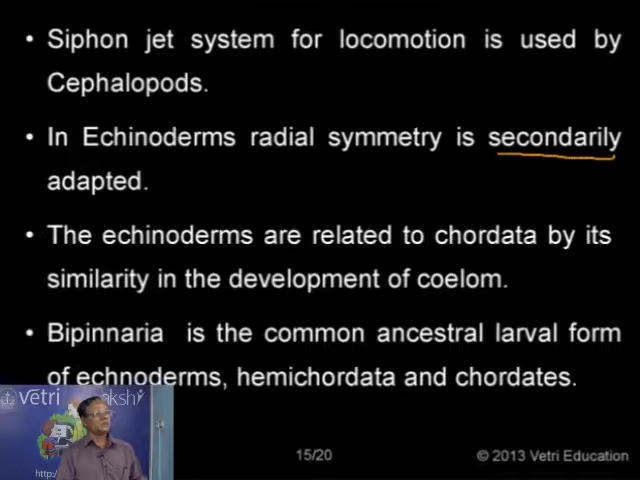 • Siphon jet system for locomotion is used by
Cephalopods.
• In Echinoderms radial symmetry is secondarily
adapted.
• The echinoderms are related to chordata by its
similarity in the development of coelom.
• Bipinnaria is the common ancestral larval form
of echnoderms, hemichordata and chordates.
vetri
http:/
15/20
© 2013 Vetri Education